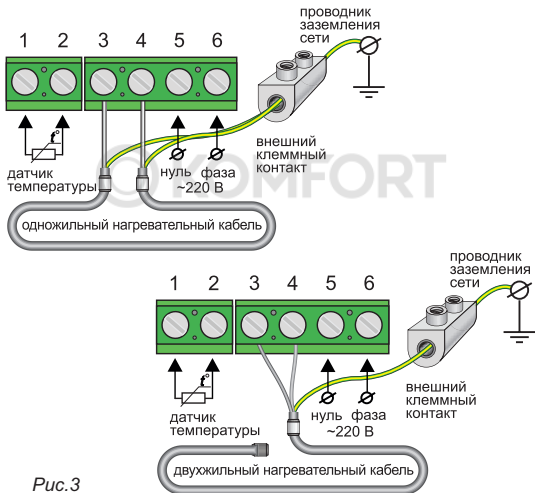 проводник
заземления
сети
1 2 3 4 5 6
t°
датчик
температуры
нуль фаза
~220 В
внешний
клеммный
контакт
KOMFORT
одножильный нагревательный кабель
проводник
заземления
сети
1 2 3 4 5 6
t°
датчик
температуры
нуль фаза
~220 В
внешний
клеммный
контакт
двухжильный нагревательный кабель
Рис.3